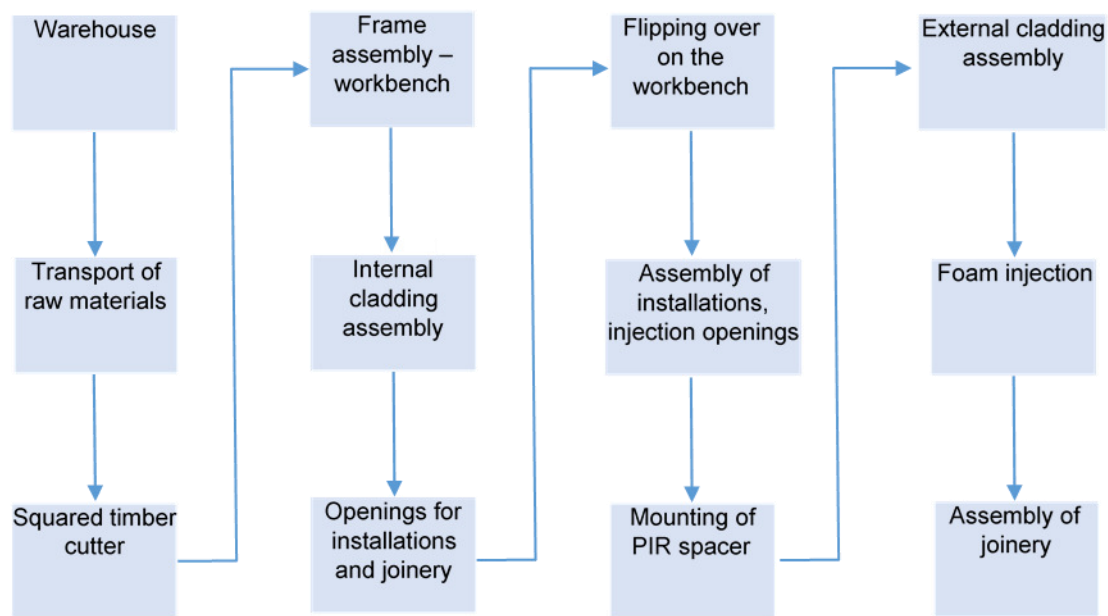 Warehouse
Transport of
raw materials
Squared timber
cutter
Frame
assembly –
workbench
Internal
cladding
assembly
Openings for
installations
and joinery
Flipping over
on the
workbench
Assembly of
installations,
injection openings
Mounting of
PIR spacer
External cladding
assembly
Foam injection
Assembly of
joinery